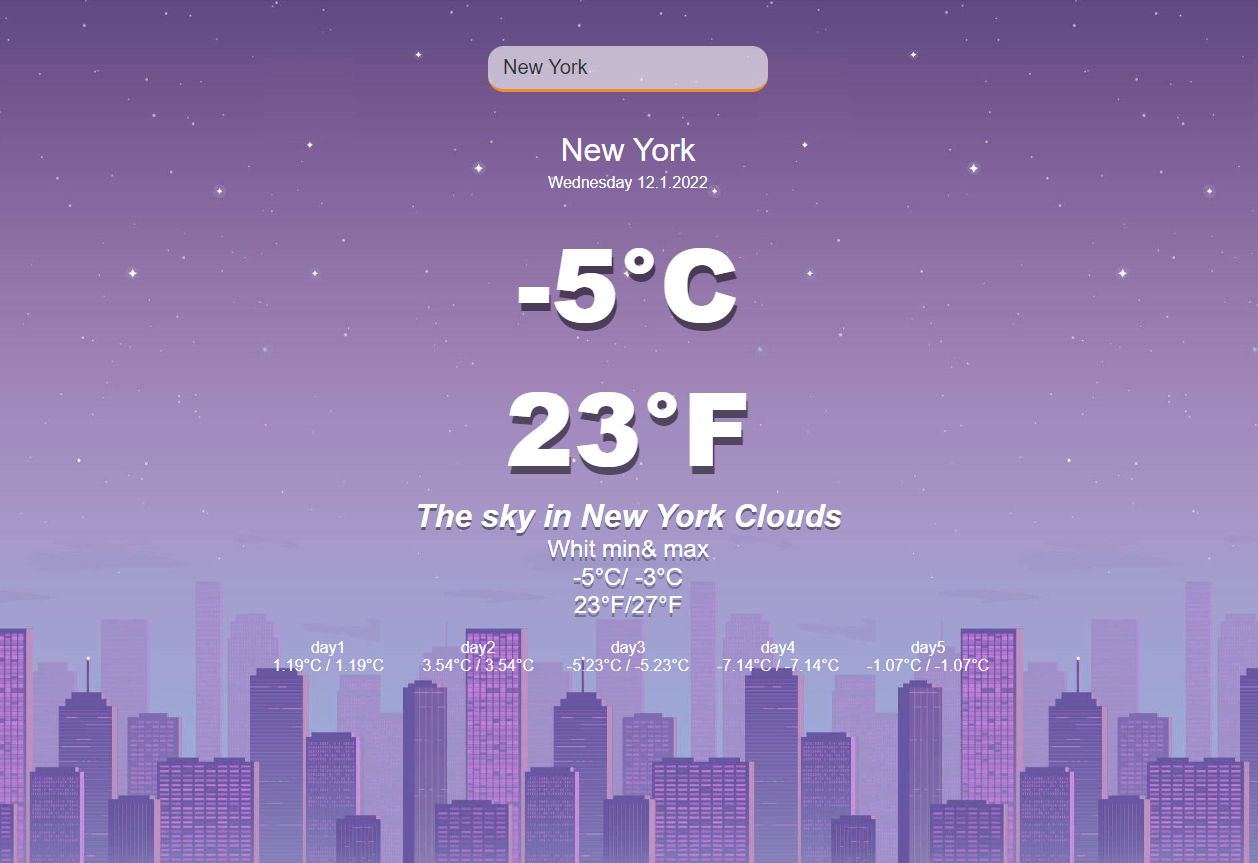 New York
New York
Wednesday 12.1.2022
-5°C
23°F
The sky in New York Clouds
Whit min& max
-5°C/ -3°C
23°F/27°F
day1 day2 day3 day4 day5
1.19°C / 1.19°C 3.54°C / 3.54°C -5.23°C / -5.23°C -7.14°C / -7.14°C -1.07°C / -1.07°C